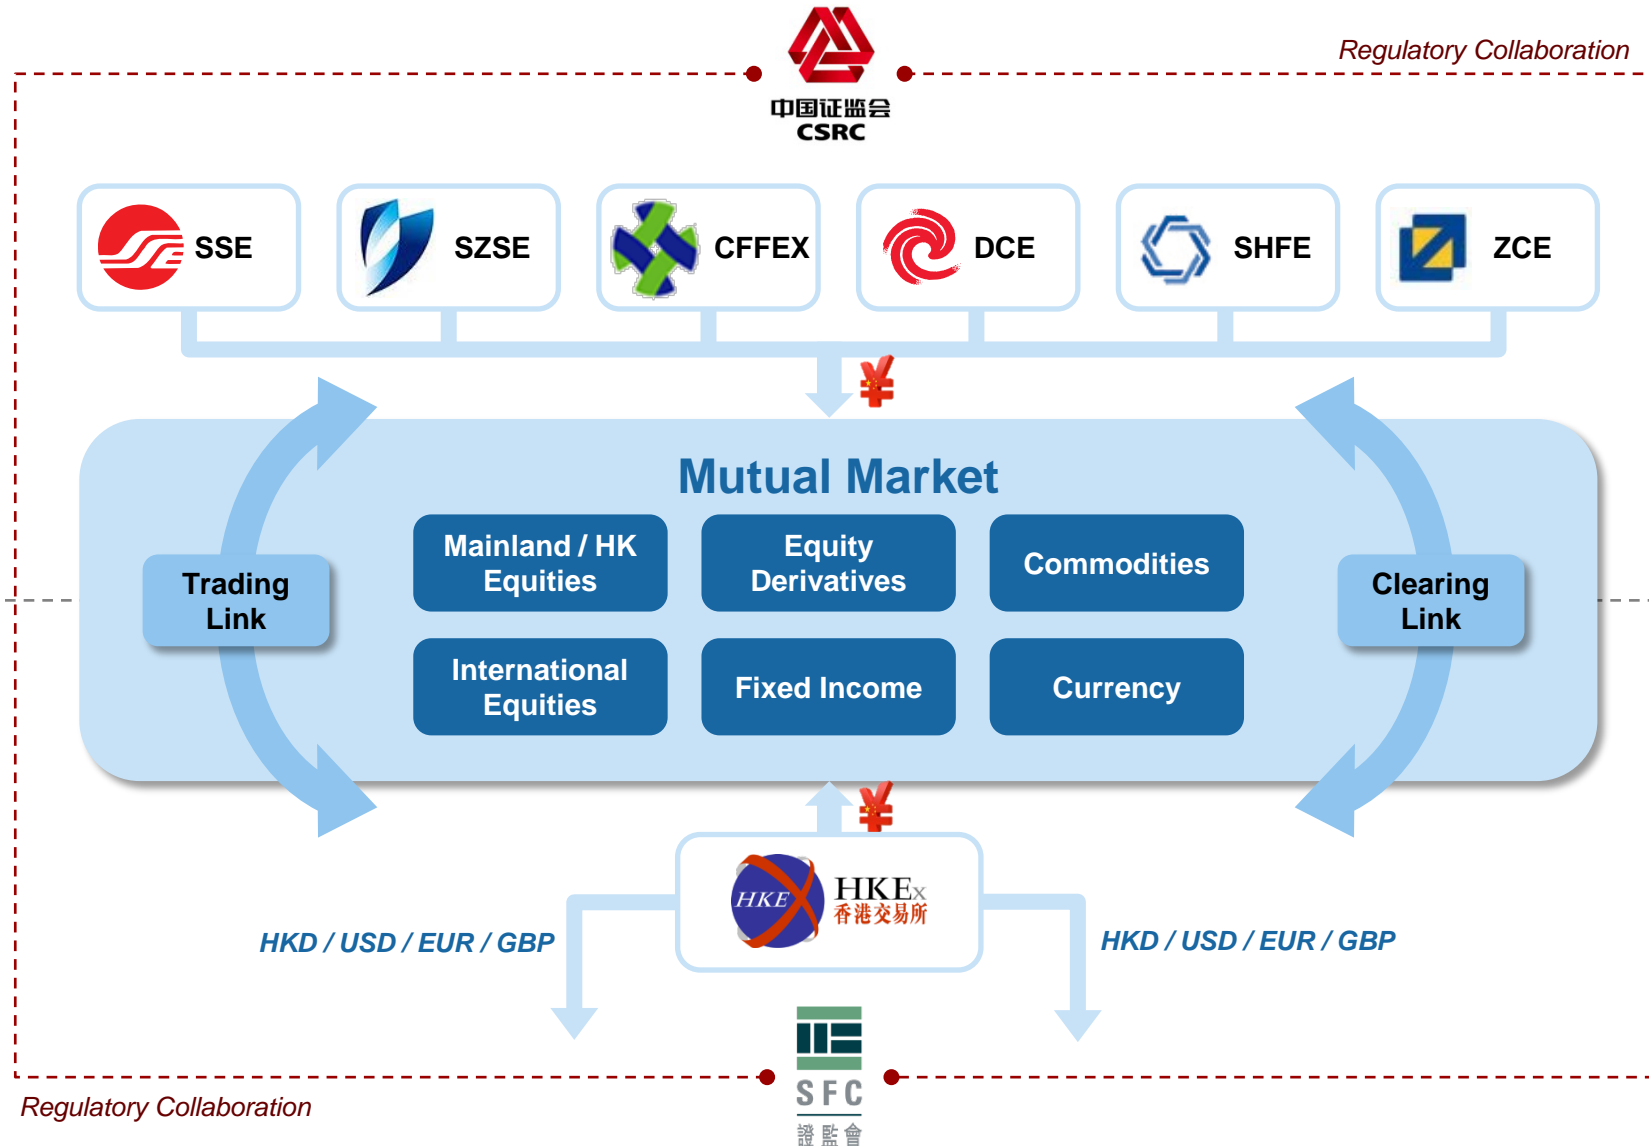 Regulatory Collaboration
中国证监会
CSRC
SSE
SZSE
CFFEX
DCE
SHFE
ZCE
¥
Mutual Market
Mainland / HK
Equities
Equity
Derivatives
Commodities
Trading
Link
Clearing
Link
International
Equities
Fixed Income
Currency
¥
HKE
HKEx
香港交易所
HKD / USD / EUR / GBP
HKD / USD / EUR / GBP
SFC
證監會
Regulatory Collaboration